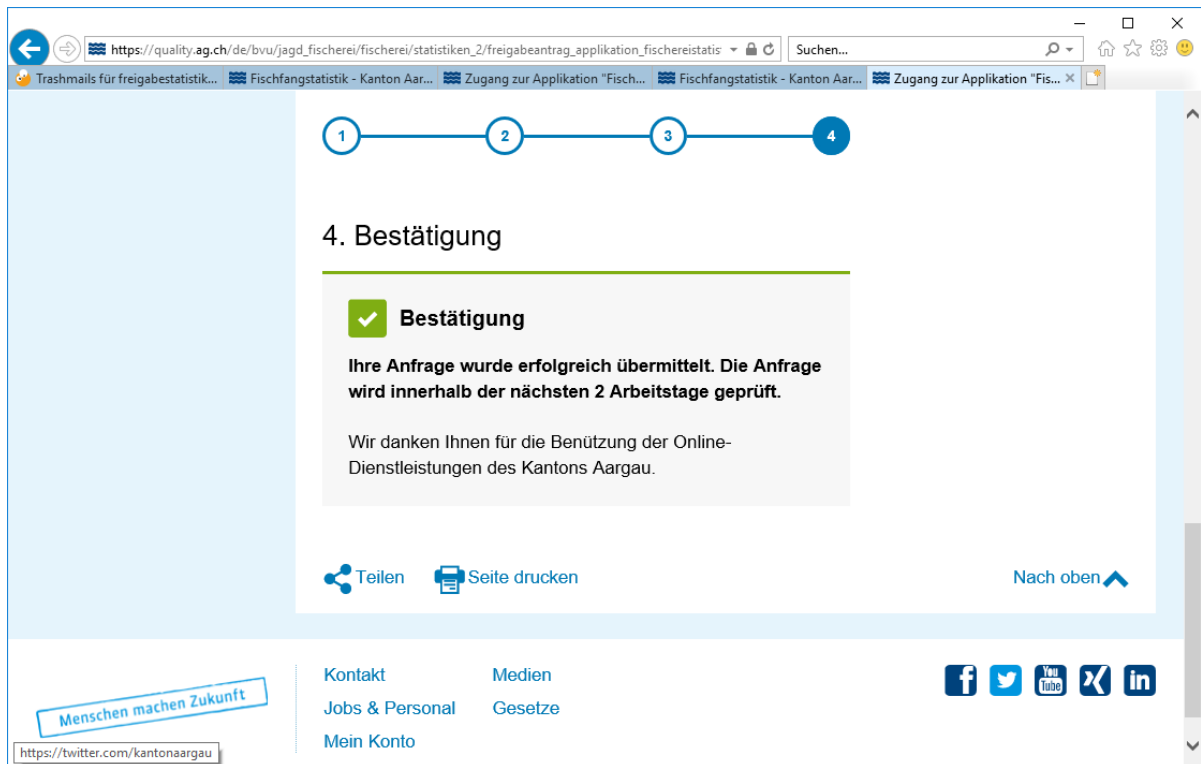 https://quality.ag.ch/de/bvu/jagd_fischerei/fischerei/statistiken_2/freigabeantrag_applikation_fischereistatis
Suchen...
Trashmails für freigabestatistik...
Fischfangstatistik - Kanton Aar...
Zugang zur Applikation "Fisch...
Fischfangstatistik - Kanton Aar...
Zugang zur Applikation "Fis...
1 2 3 4
4. Bestätigung
Bestätigung
Ihre Anfrage wurde erfolgreich übermittelt. Die Anfrage
wird innerhalb der nächsten 2 Arbeitstage geprüft.
Wir danken Ihnen für die Benützung der Online-
Dienstleistungen des Kantons Aargau.
Teilen
Seite drucken
Nach oben
Menschen machen Zukunft
Kontakt
Jobs & Personal
Mein Konto
Medien
Gesetze
You Tube
in
https://twitter.com/kantonaargau